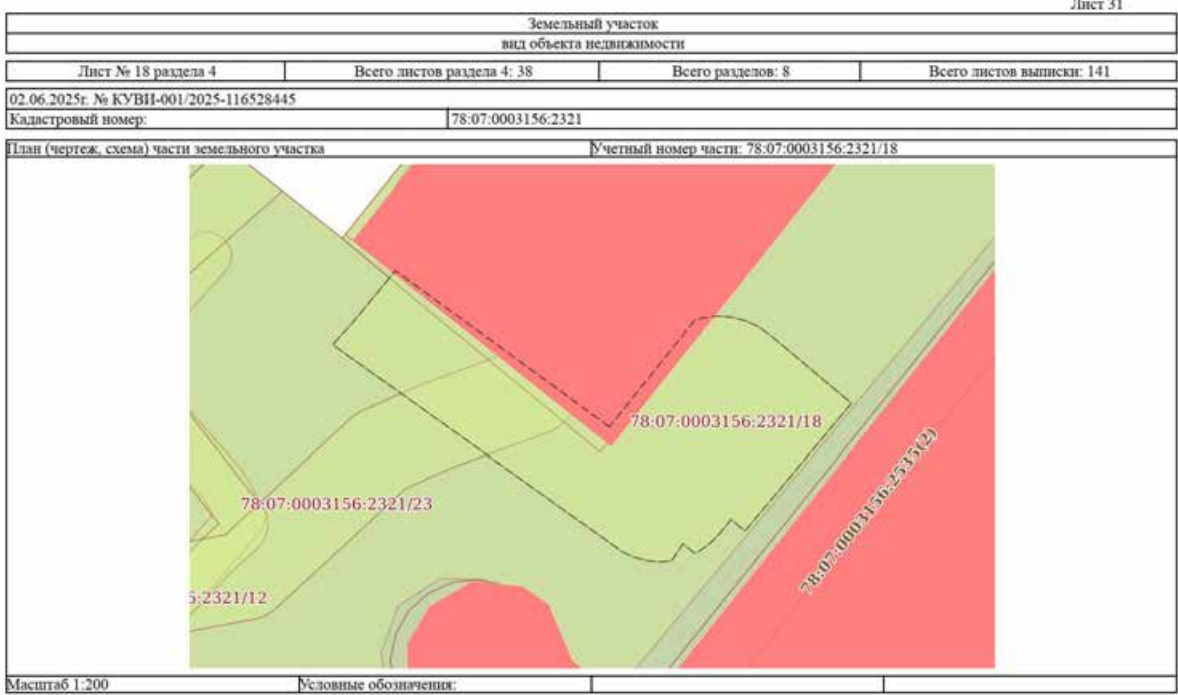 Лист 31
Земельный участок
вид объекта недвижимости
Лист № 18 раздела 4 Всего листов раздела 4: 38 Всего разделов: 8 Всего листов выписки: 141
02.06.2025г. № КУВИ-001/2025-116528445
Кадастровый номер: 78:07:0003156:2321
План (чертеж, схема) части земельного участка Учетный номер части: 78:07:0003156:2321/18
78:07:0003156:2321/18
78:07:0003156:2535(2)
78:07:0003156:2321/23
6:2321/12
Масштаб 1:200 Условные обозначения: